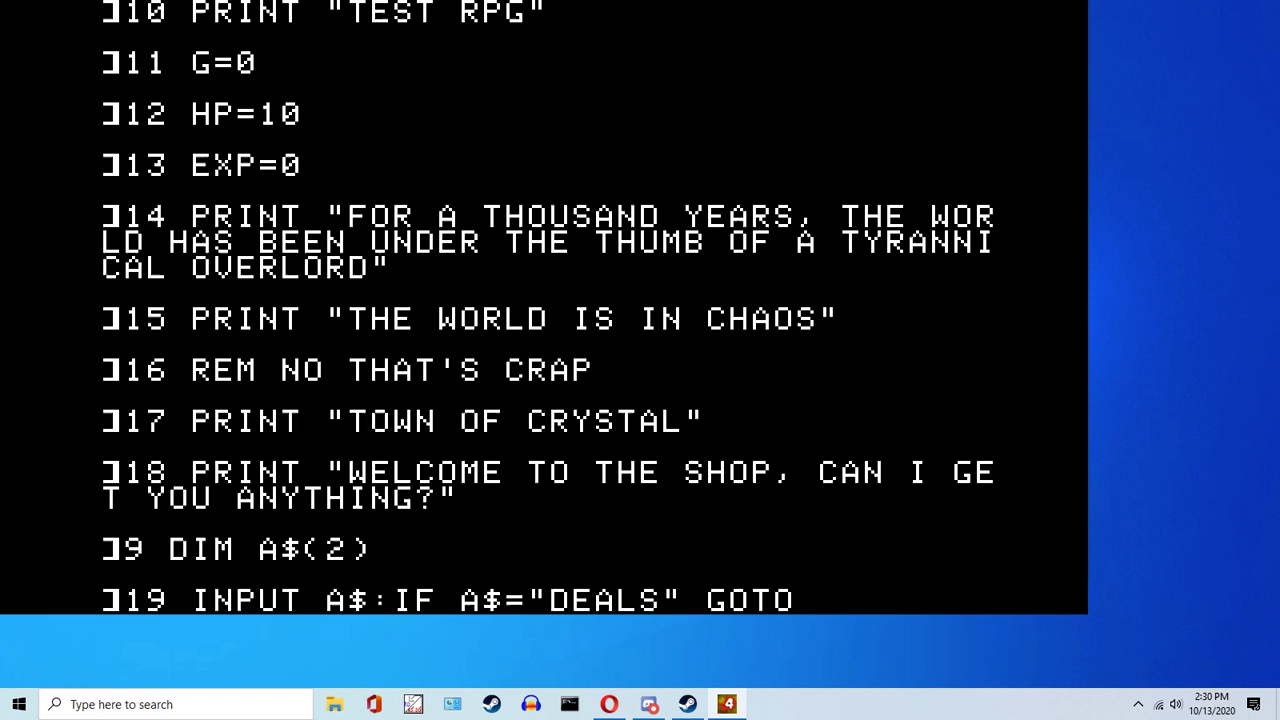 ]10 PRINT "TEST RPG"
]11 G=0
]12 HP=10
]13 EXP=0
]14 PRINT "FOR A THOUSAND YEARS, THE WOR
LD HAS BEEN UNDER THE THUMB OF A TYRANNI
CAL OVERLORD"
]15 PRINT "THE WORLD IS IN CHAOS"
]16 REM NO THAT'S CRAP
]17 PRINT "TOWN OF CRYSTAL"
]18 PRINT "WELCOME TO THE SHOP, CAN I GE
T YOU ANYTHING?"
]9 DIM A$(2)
]19 INPUT A$:IF A$="DEALS" GOTO
Type here to search
4
2:30 PM
10/13/2020